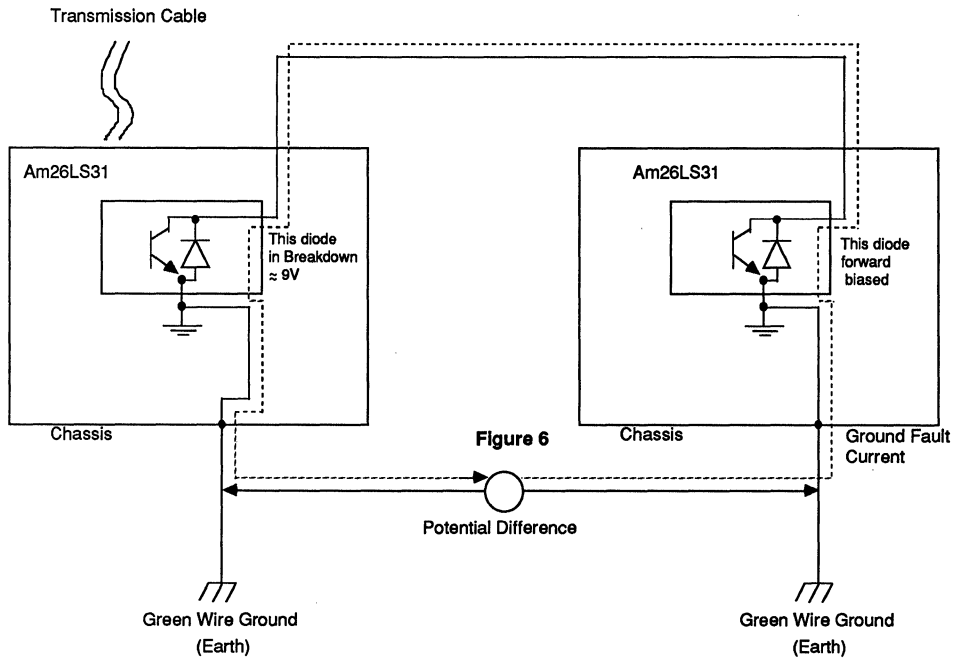 Transmission Cable
Am26LS31
This diode
in Breakdown
≈ 9V
Chassis
Am26LS31
This diode
forward
biased
Chassis
Ground Fault
Current
Figure 6
Potential Difference
Green Wire Ground
(Earth)
Green Wire Ground
(Earth)